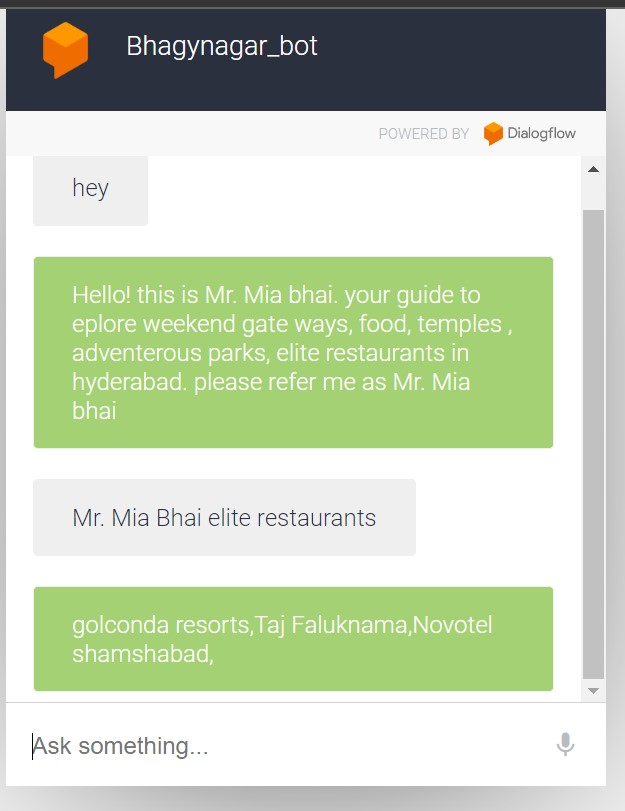 Bhagynagar_bot
POWERED BY Dialogflow
hey
Hello! this is Mr. Mia bhai. your guide to
eplore weekend gate ways, food, temples ,
adventerous parks, elite restaurants in
hyderabad. please refer me as Mr. Mia
bhai
Mr. Mia Bhai elite restaurants
golconda resorts,Taj Faluknama,Novotel
shamshabad,
Ask something...